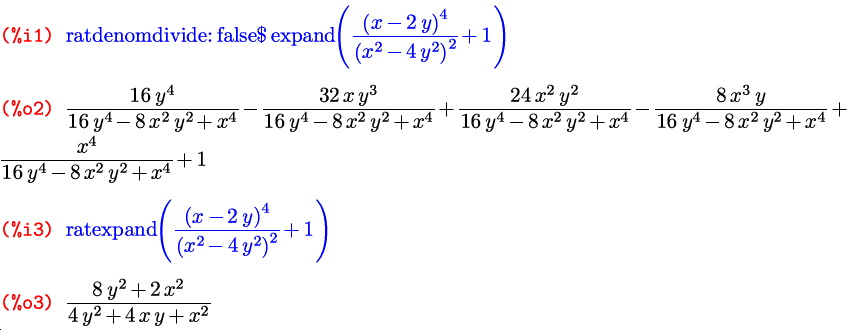 (%i1) ratdenomdivide: false$ expand((x − 2 y)^4/(x^2 − 4 y^2)^2 + 1)
(%o2) 16 y^4/(16 y^4 − 8 x^2 y^2 + x^4) − 32 x y^3/(16 y^4 − 8 x^2 y^2 + x^4) + 24 x^2 y^2/(16 y^4 − 8 x^2 y^2 + x^4) − 8 x^3 y/(16 y^4 − 8 x^2 y^2 + x^4) +
x^4/(16 y^4 − 8 x^2 y^2 + x^4) + 1
(%i3) ratexpand((x − 2 y)^4/(x^2 − 4 y^2)^2 + 1)
(%o3) (8 y^2 + 2 x^2)/(4 y^2 + 4 x y + x^2)